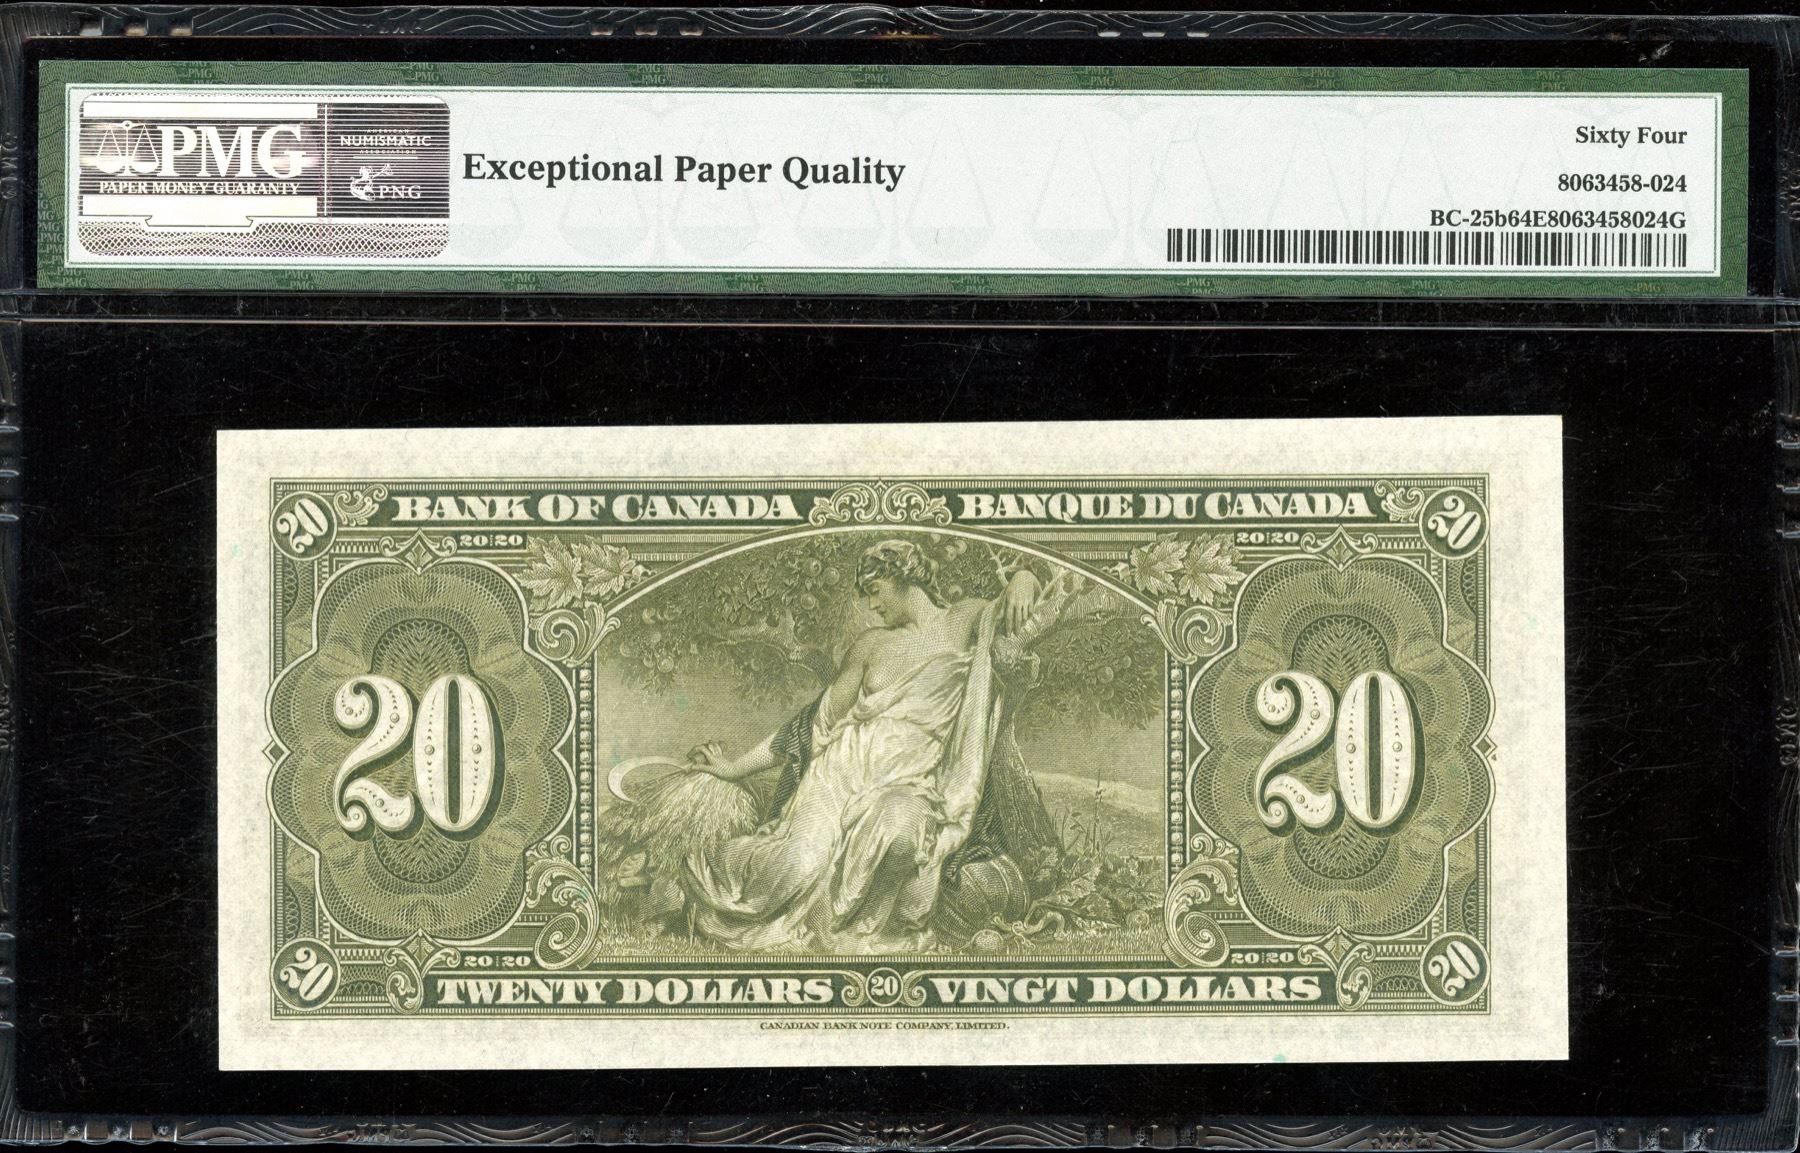 PMG
PAPER MONEY GUARANTY
AMERICAN
NUMISMATIC
ASSOCIATION
PNG
Exceptional Paper Quality
Sixty Four
8063458-024
BC-25b64E8063458024G
BANK OF CANADA
BANQUE DU CANADA
20
20
20 20
20 20
20
20
20
20
20 20
20 20
TWENTY DOLLARS
20
VINGT DOLLARS
CANADIAN BANK NOTE COMPANY, LIMITED.